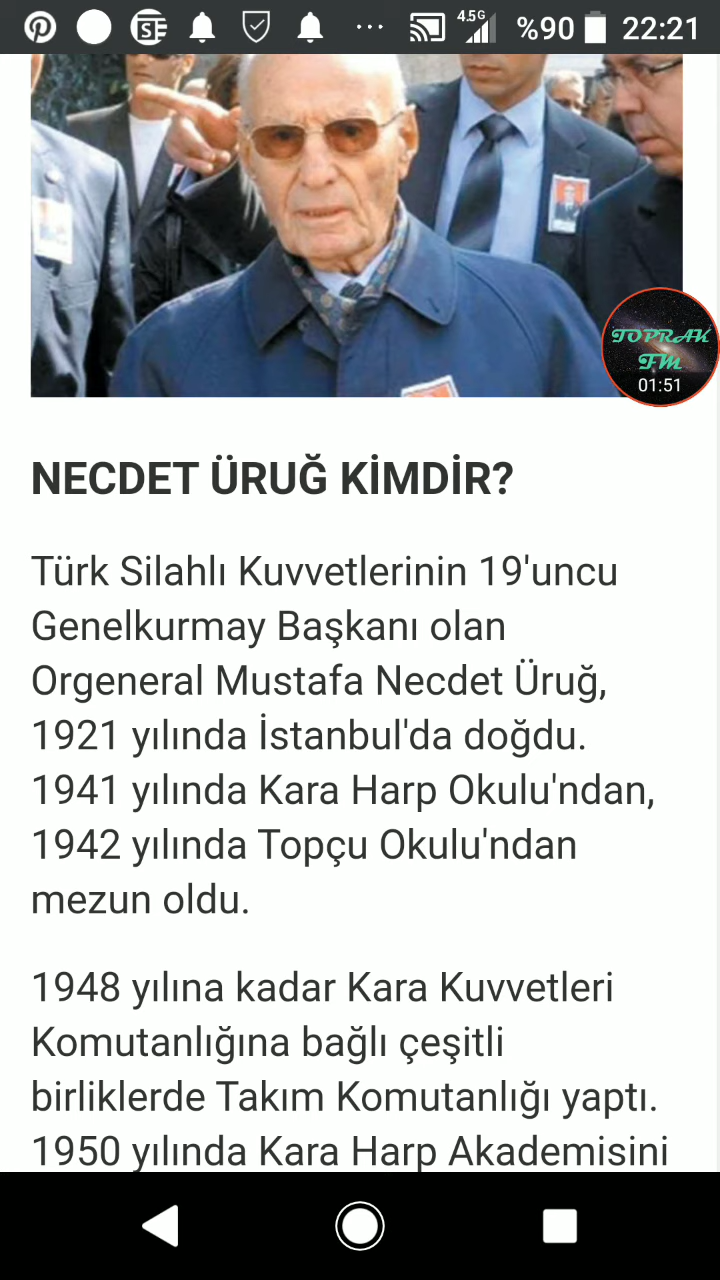 4.5G
%90
22:21
TOPRAK
FM
01:51
NECDET ÜRUĞ KİMDİR?
Türk Silahlı Kuvvetlerinin 19'uncu
Genelkurmay Başkanı olan
Orgeneral Mustafa Necdet Üruğ,
1921 yılında İstanbul'da doğdu.
1941 yılında Kara Harp Okulu'ndan,
1942 yılında Topçu Okulu'ndan
mezun oldu.
1948 yılına kadar Kara Kuvvetleri
Komutanlığına bağlı çeşitli
birliklerde Takım Komutanlığı yaptı.
1950 yılında Kara Harp Akademisini